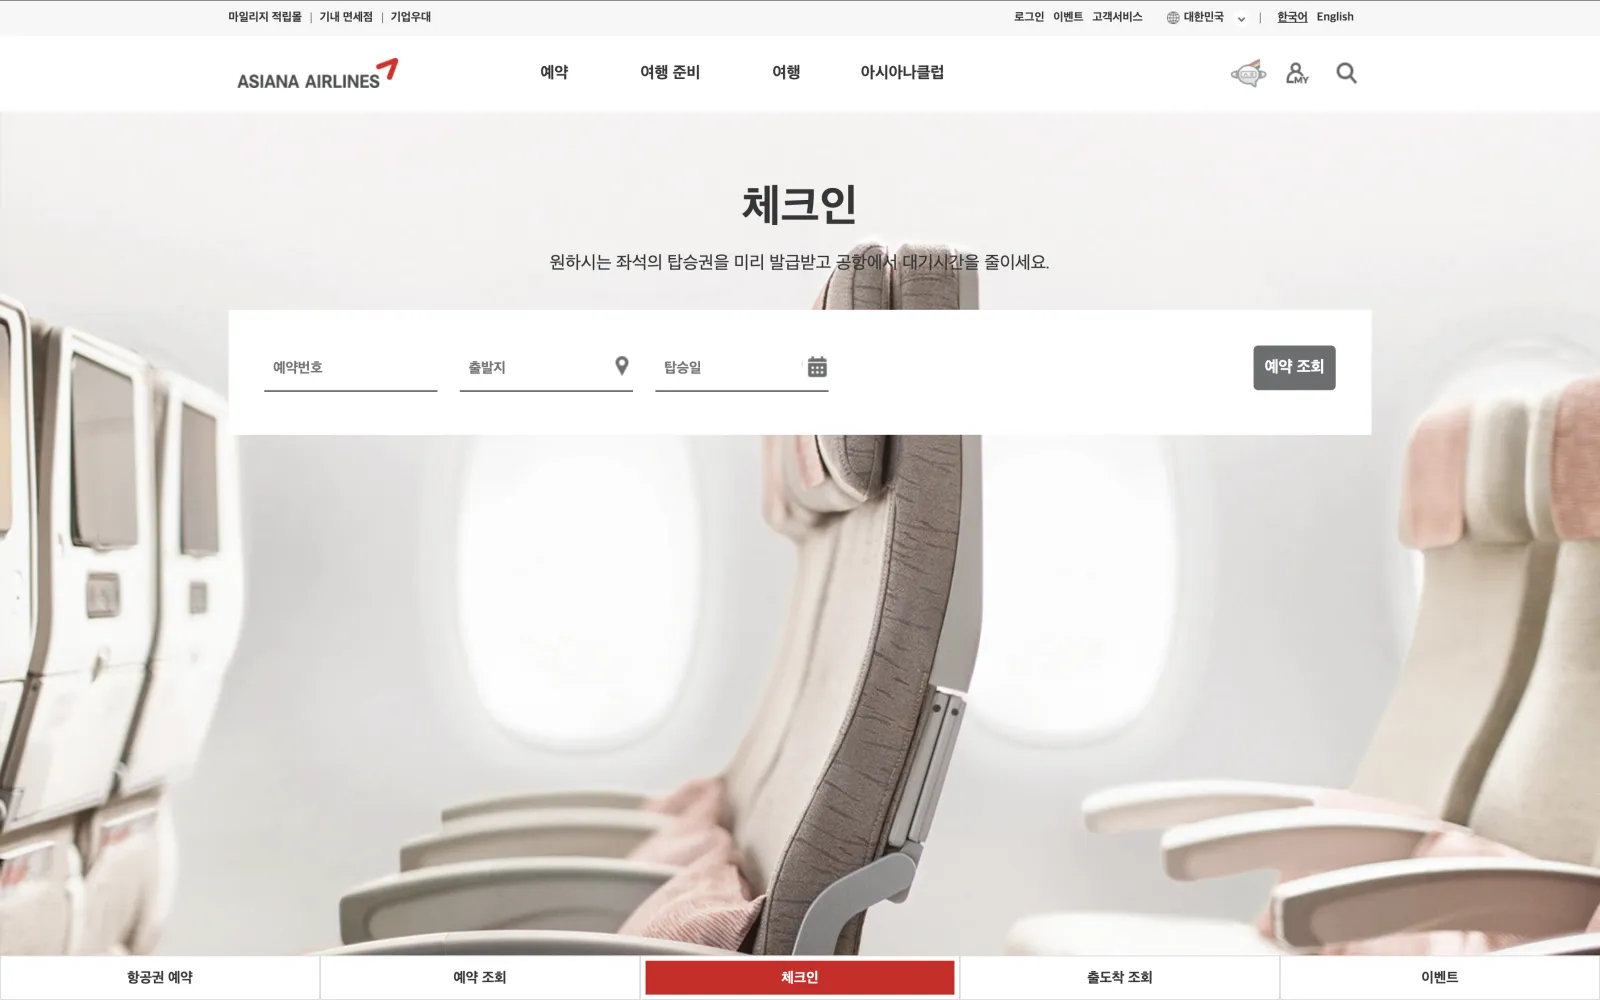 마일리지 적립몰 | 기내 면세점 | 기업우대
로그인 이벤트 고객서비스 대한민국 | 한국어 English
ASIANA AIRLINES
예약 여행 준비 여행 아시아나클럽
MY
체크인
원하시는 좌석의 탑승권을 미리 발급받고 공항에서 대기시간을 줄이세요.
예약번호 출발지 탑승일 예약 조회
항공권 예약 예약 조회 체크인 출도착 조회 이벤트